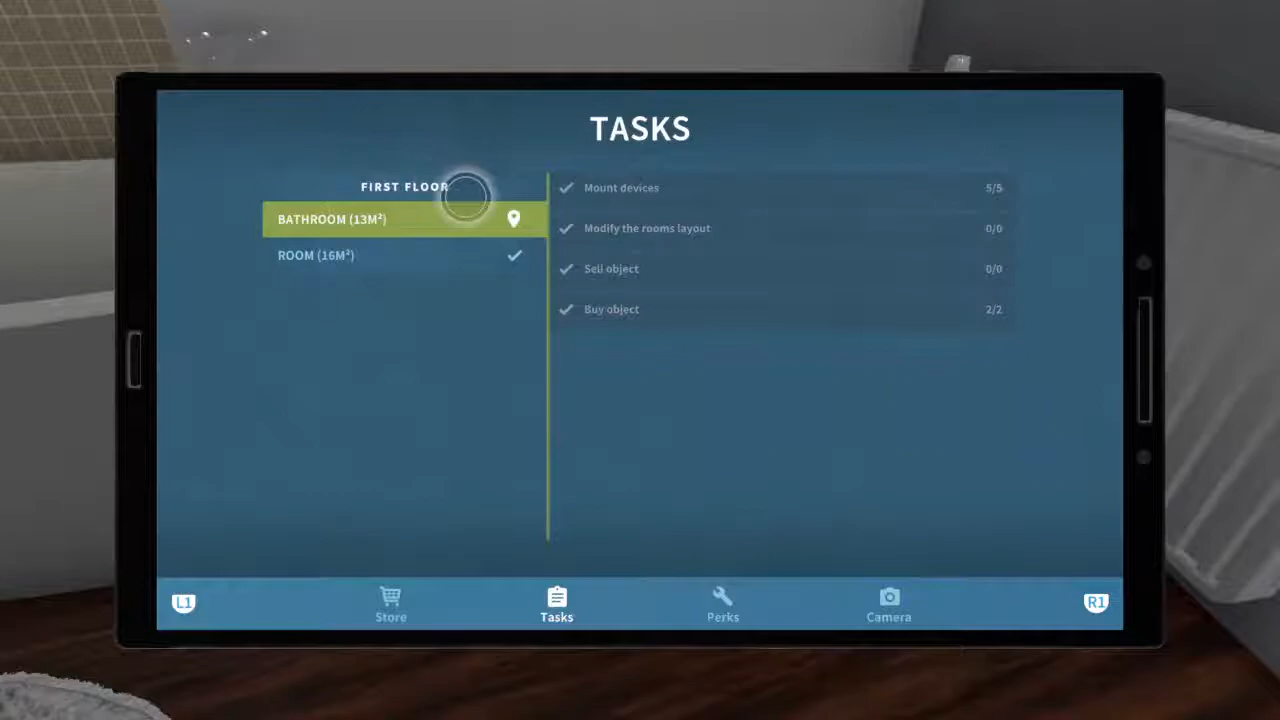 TASKS
FIRST FLOOR
BATHROOM (13M²)
ROOM (16M²)
Mount devices 5/5
Modify the rooms layout 0/0
Sell object 0/0
Buy object 2/2
L1 Store Tasks Perks Camera R1